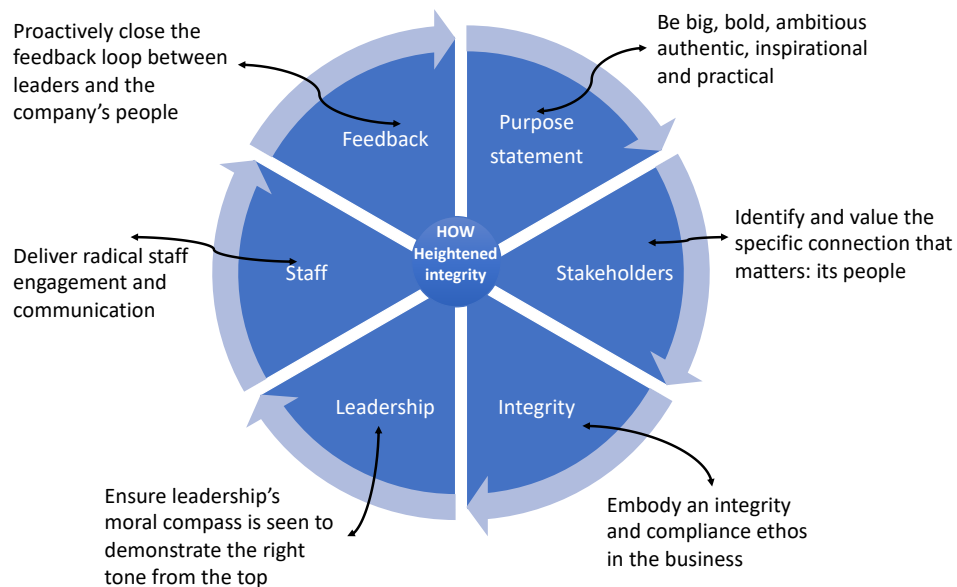 Proactively close the
feedback loop between
leaders and the
company’s people
Be big, bold, ambitious
authentic, inspirational
and practical
Feedback
Purpose
statement
HOW
Heightened
integrity
Identify and value the
specific connection that
matters: its people
Deliver radical staff
engagement and
communication
Staff
Stakeholders
Leadership
Integrity
Ensure leadership’s
moral compass is seen to
demonstrate the right
tone from the top
Embody an integrity
and compliance ethos
in the business